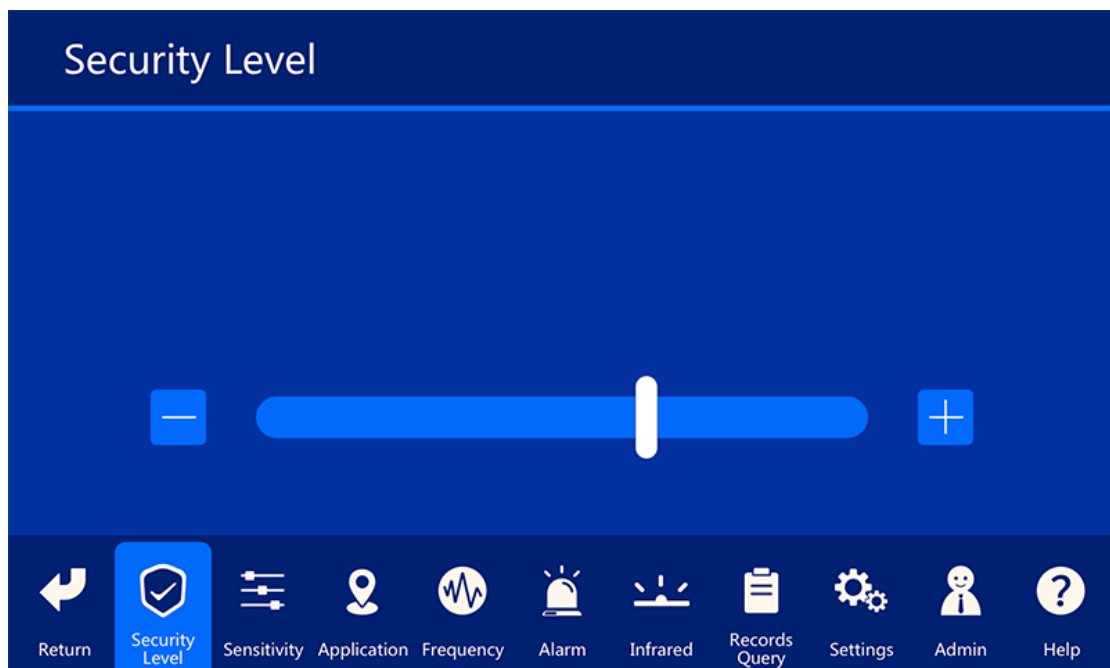 Security Level
Return
Security
Level
Sensitivity
Application
Frequency
Alarm
Infrared
Records
Query
Settings
Admin
Help